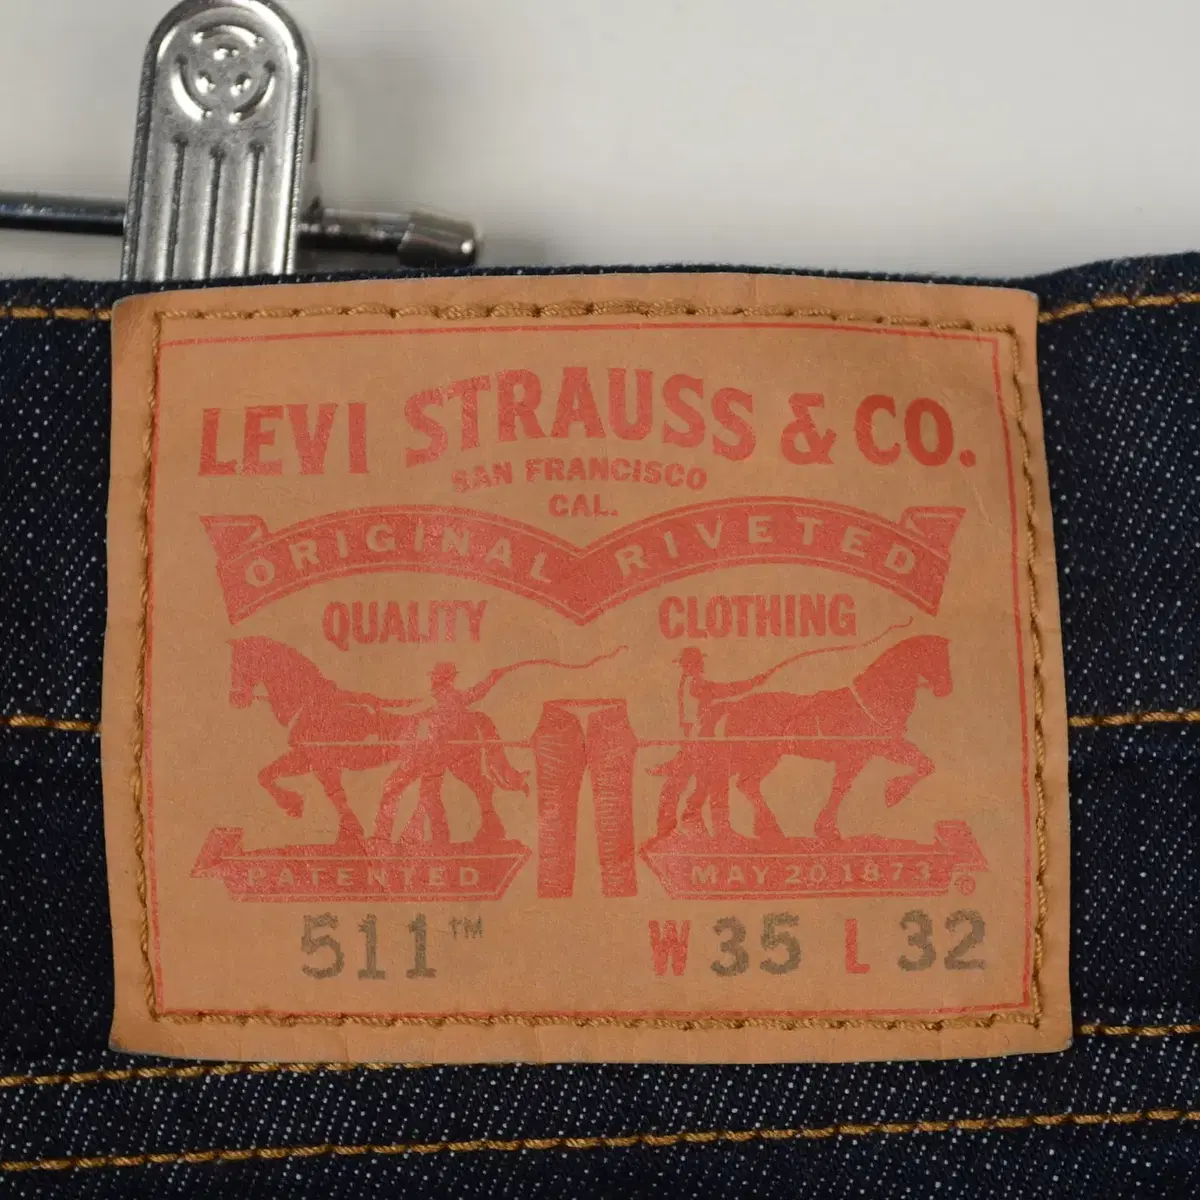 LEVI STRAUSS & CO.
SAN FRANCISCO
CAL.
ORIGINAL RIVETED
QUALITY CLOTHING
PATENTED MAY 20 1873 ®
511™ W 35 L 32